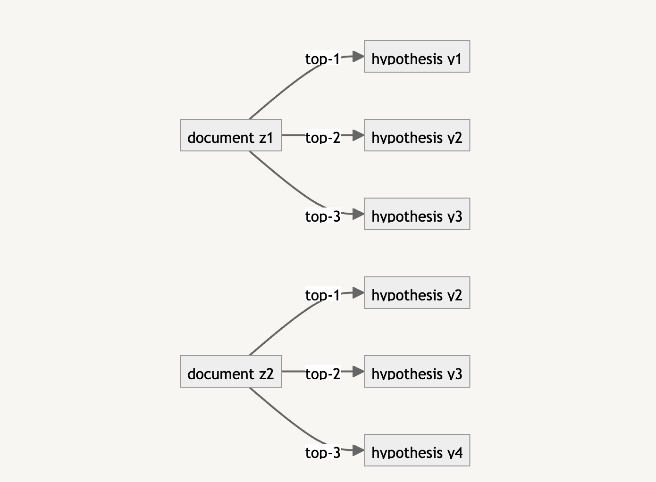 top-1
hypothesis y1
document z1
top-2
hypothesis y2
top-3
hypothesis y3
top-1
hypothesis y2
document z2
top-2
hypothesis y3
top-3
hypothesis y4